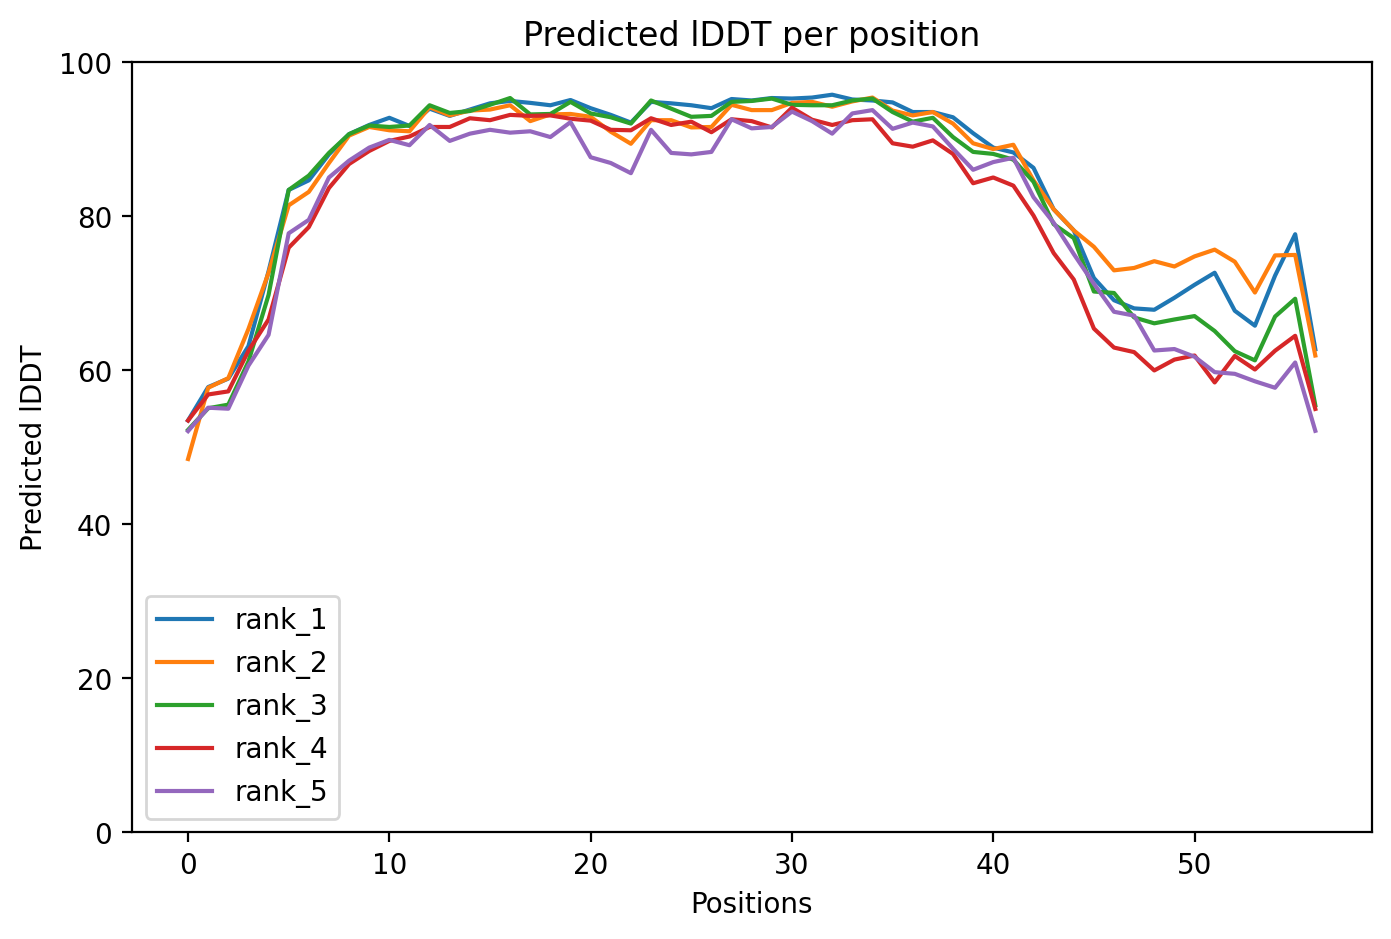 Predicted lDDT per position
100
80
60
40
20
0
Predicted lDDT
rank_1
rank_2
rank_3
rank_4
rank_5
0 10 20 30 40 50
Positions